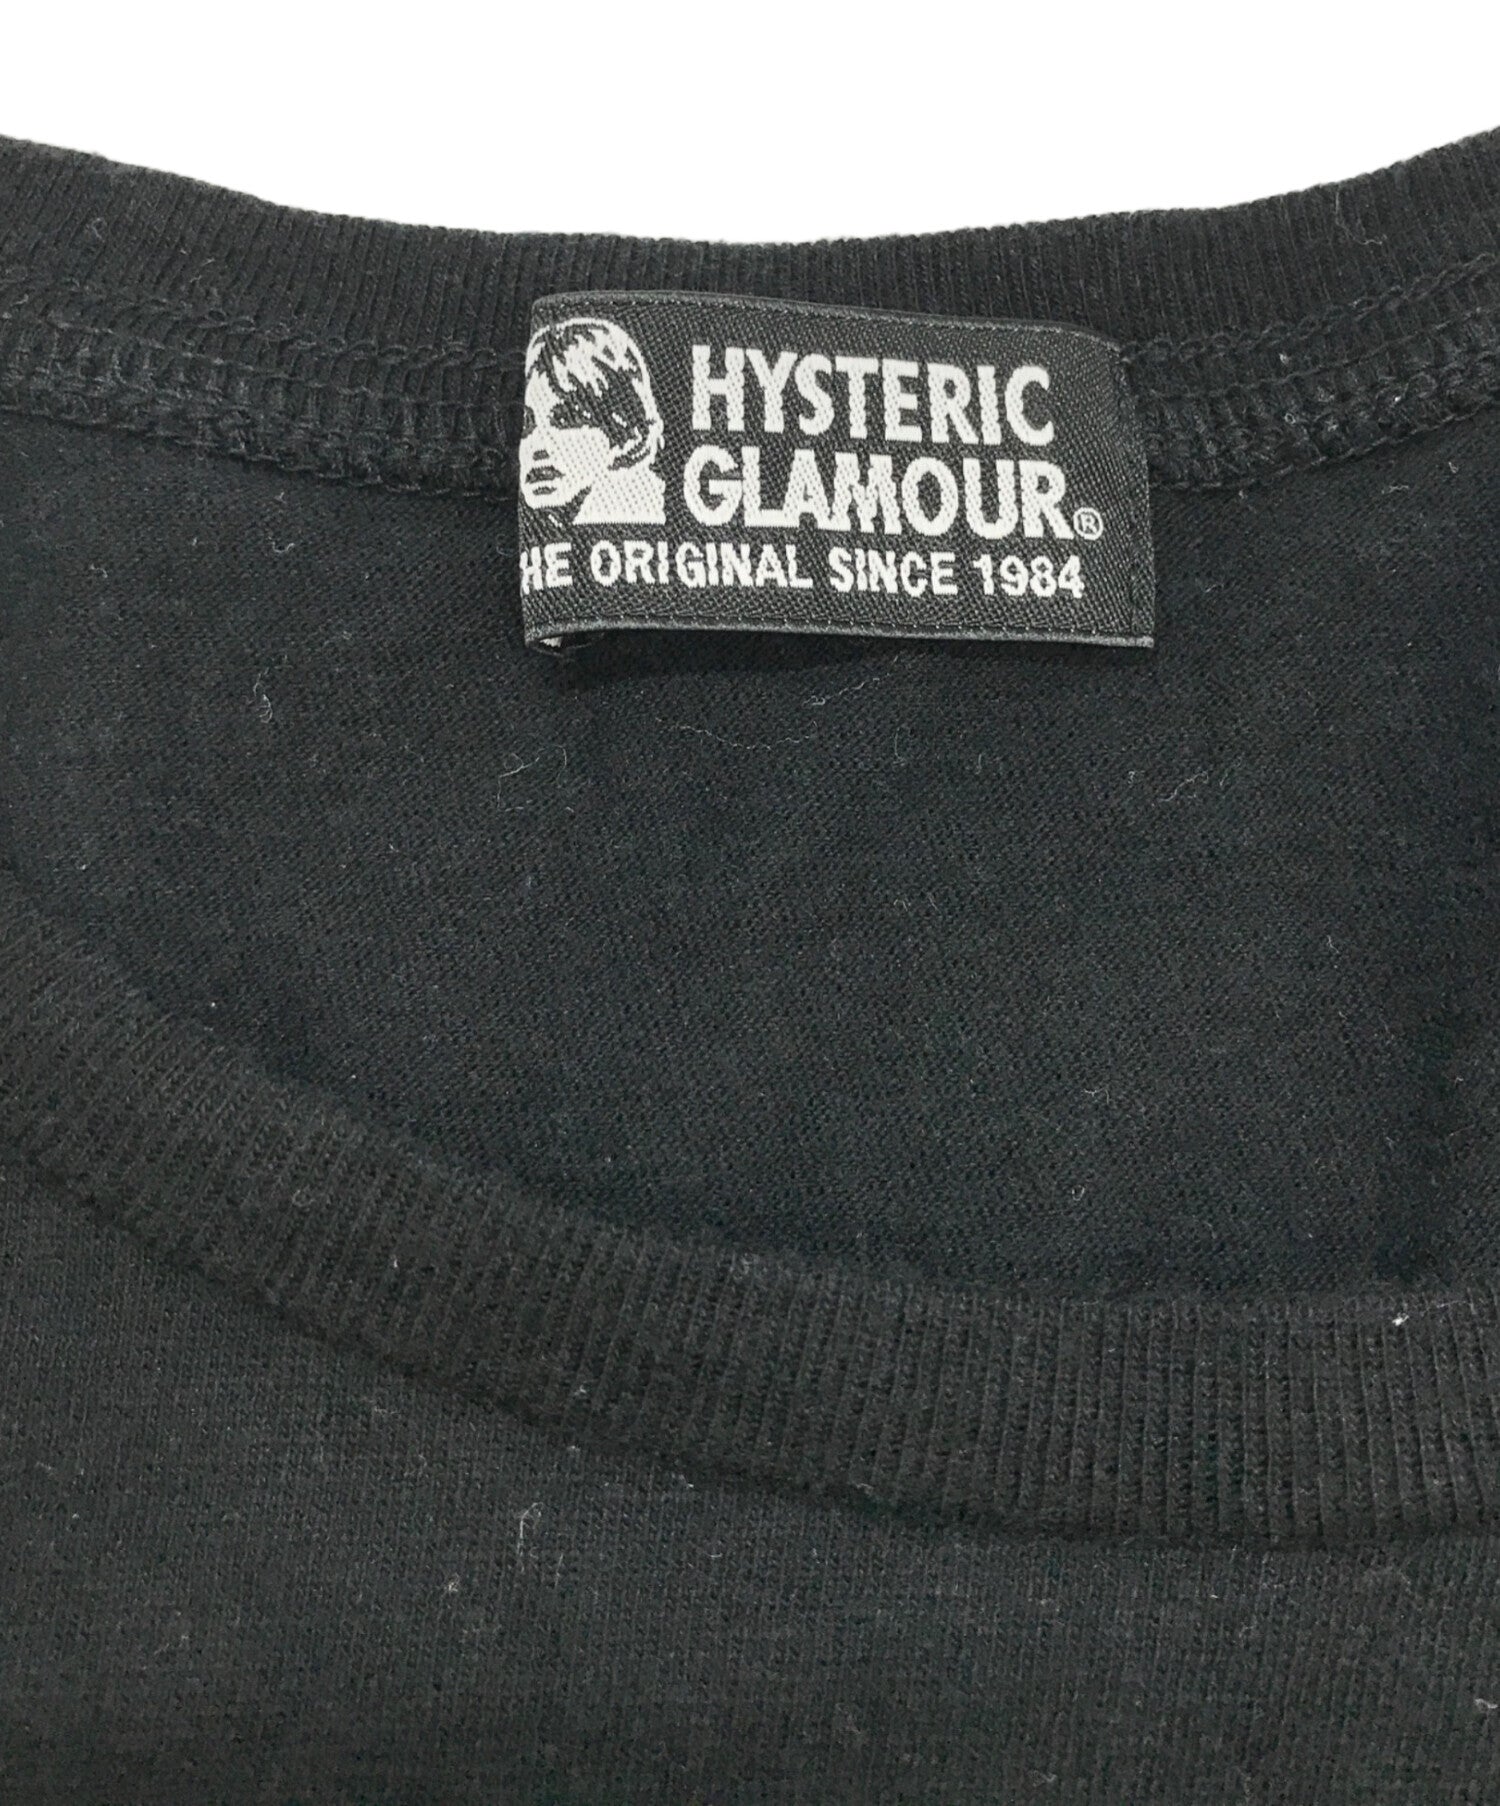 HYSTERIC
GLAMOUR®
HE ORIGINAL SINCE 1984